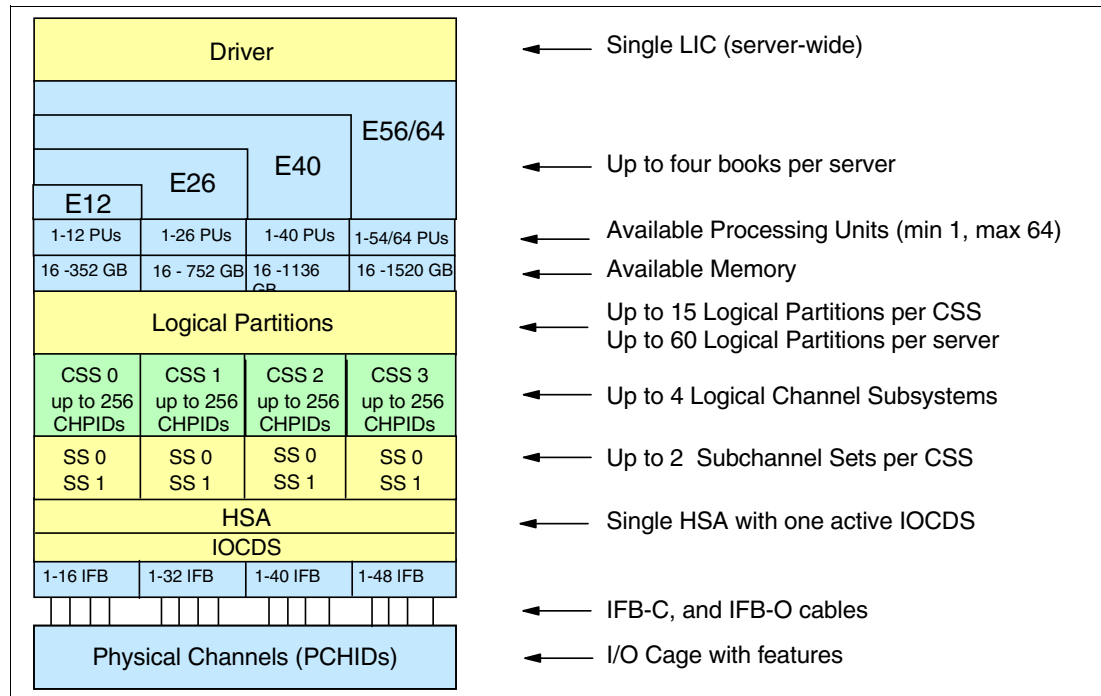 Driver
Single LIC (server-wide)
E56/64
E40
E26
E12
Up to four books per server
1-12 PUs
1-26 PUs
1-40 PUs
1-54/64 PUs
Available Processing Units (min 1, max 64)
16 -352 GB
16 - 752 GB
16 -1136
GB
16 -1520 GB
Available Memory
Logical Partitions
Up to 15 Logical Partitions per CSS
Up to 60 Logical Partitions per server
CSS 0
up to 256
CHPIDs
CSS 1
up to 256
CHPIDs
CSS 2
up to 256
CHPIDs
CSS 3
up to 256
CHPIDs
Up to 4 Logical Channel Subsystems
SS 0
SS 1
SS 0
SS 1
SS 0
SS 1
SS 0
SS 1
Up to 2 Subchannel Sets per CSS
HSA
IOCDS
Single HSA with one active IOCDS
1-16 IFB
1-32 IFB
1-40 IFB
1-48 IFB
IFB-C, and IFB-O cables
Physical Channels (PCHIDs)
I/O Cage with features